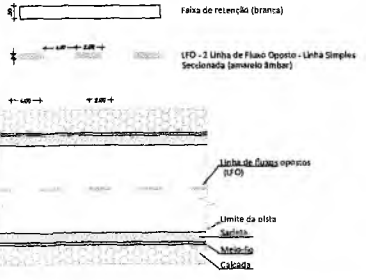 Faixa de retenção (branca)
LFO - 2 Linha de Fluxo Oposto - Linha Simples
Seccionada (amarelo âmbar)
Linha de fluxos opostos
(LFO)
Limite da pista
Sarjeta
Meio-fio
Calçada